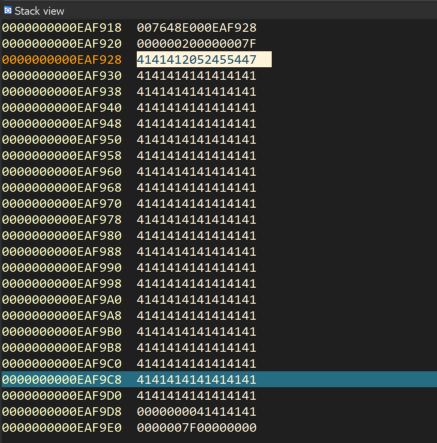 Stack view
0000000000EAF918 007648E000EAF928
0000000000EAF920 000000200000007F
0000000000EAF928 4141412052455447
0000000000EAF930 4141414141414141
0000000000EAF938 4141414141414141
0000000000EAF940 4141414141414141
0000000000EAF948 4141414141414141
0000000000EAF950 4141414141414141
0000000000EAF958 4141414141414141
0000000000EAF960 4141414141414141
0000000000EAF968 4141414141414141
0000000000EAF970 4141414141414141
0000000000EAF978 4141414141414141
0000000000EAF980 4141414141414141
0000000000EAF988 4141414141414141
0000000000EAF990 4141414141414141
0000000000EAF998 4141414141414141
0000000000EAF9A0 4141414141414141
0000000000EAF9A8 4141414141414141
0000000000EAF9B0 4141414141414141
0000000000EAF9B8 4141414141414141
0000000000EAF9C0 4141414141414141
0000000000EAF9C8 4141414141414141
0000000000EAF9D0 4141414141414141
0000000000EAF9D8 0000000041414141
0000000000EAF9E0 0000007F00000000